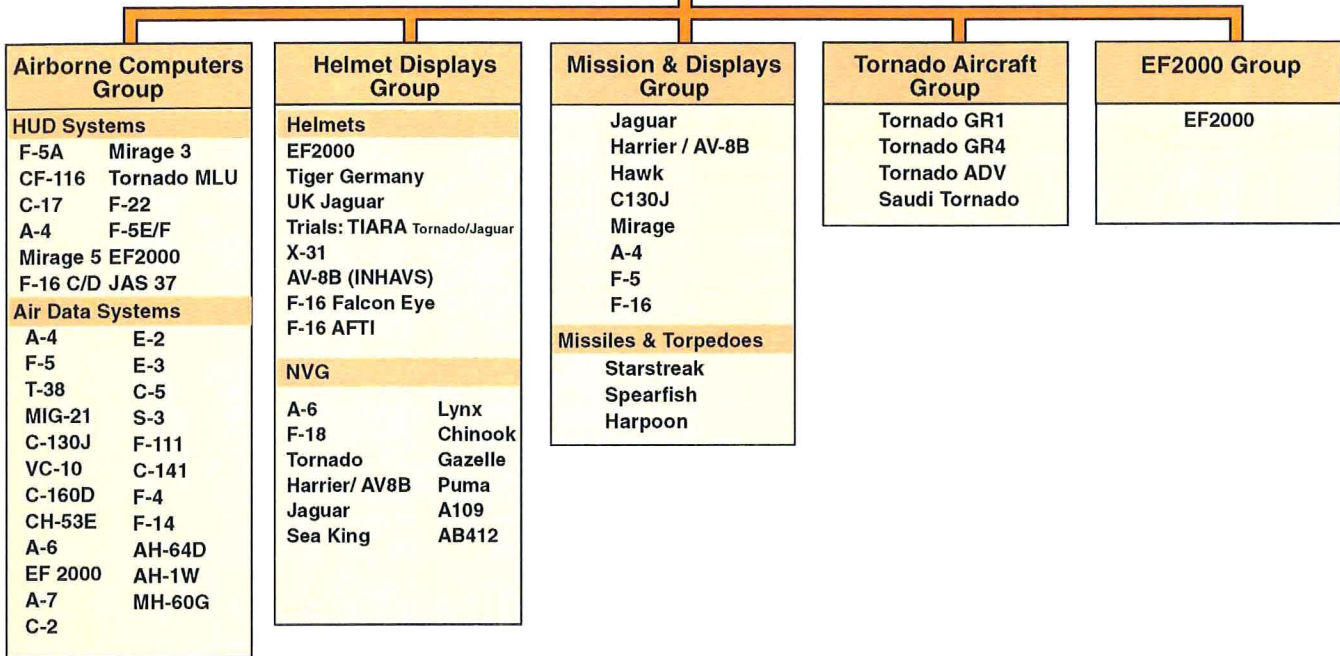 Airborne Computers
Group
HUD Systems
F-5A Mirage 3
CF-116 Tornado MLU
C-17 F-22
A-4 F-5E/F
Mirage 5 EF2000
F-16 C/D JAS 37
Air Data Systems
A-4 E-2
F-5 E-3
T-38 C-5
MIG-21 S-3
C-130J F-111
VC-10 C-141
C-160D F-4
CH-53E F-14
A-6 AH-64D
EF 2000 AH-1W
A-7 MH-60G
C-2
Helmet Displays
Group
Helmets
EF2000
Tiger Germany
UK Jaguar
Trials: TIARA Tornado/Jaguar
X-31
AV-8B (INHAVS)
F-16 Falcon Eye
F-16 AFTI
NVG
A-6 Lynx
F-18 Chinook
Tornado Gazelle
Harrier/ AV8B Puma
Jaguar A109
Sea King AB412
Mission & Displays
Group
Jaguar
Harrier / AV-8B
Hawk
C130J
Mirage
A-4
F-5
F-16
Missiles & Torpedoes
Starstreak
Spearfish
Harpoon
Tornado Aircraft
Group
Tornado GR1
Tornado GR4
Tornado ADV
Saudi Tornado
EF2000 Group
EF2000